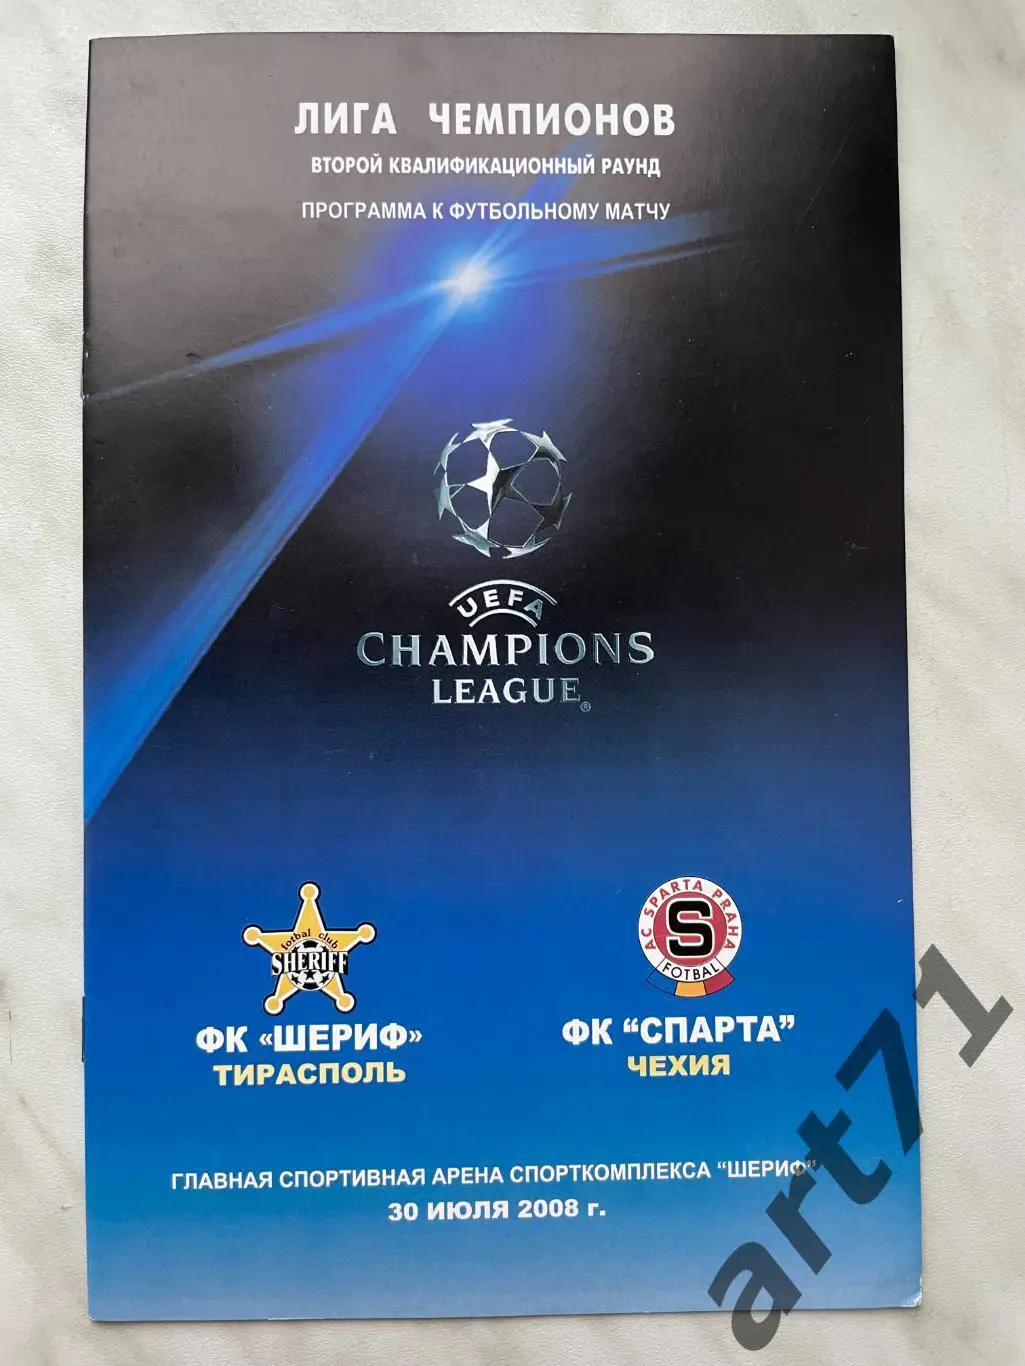 ЛИГА ЧЕМПИОНОВ
ВТОРОЙ КВАЛИФИКАЦИОННЫЙ РАУНД
ПРОГРАММА К ФУТБОЛЬНОМУ МАТЧУ
UEFA
CHAMPIONS
LEAGUE®
fotbal club
SHERIFF
AC SPARTA PRAHA
S
FOTBAL
ФК «ШЕРИФ»
ТИРАСПОЛЬ
ФК "СПАРТА"
ЧЕХИЯ
ГЛАВНАЯ СПОРТИВНАЯ АРЕНА СПОРТКОМПЛЕКСА "ШЕРИФ"
30 ИЮЛЯ 2008 г.
art71